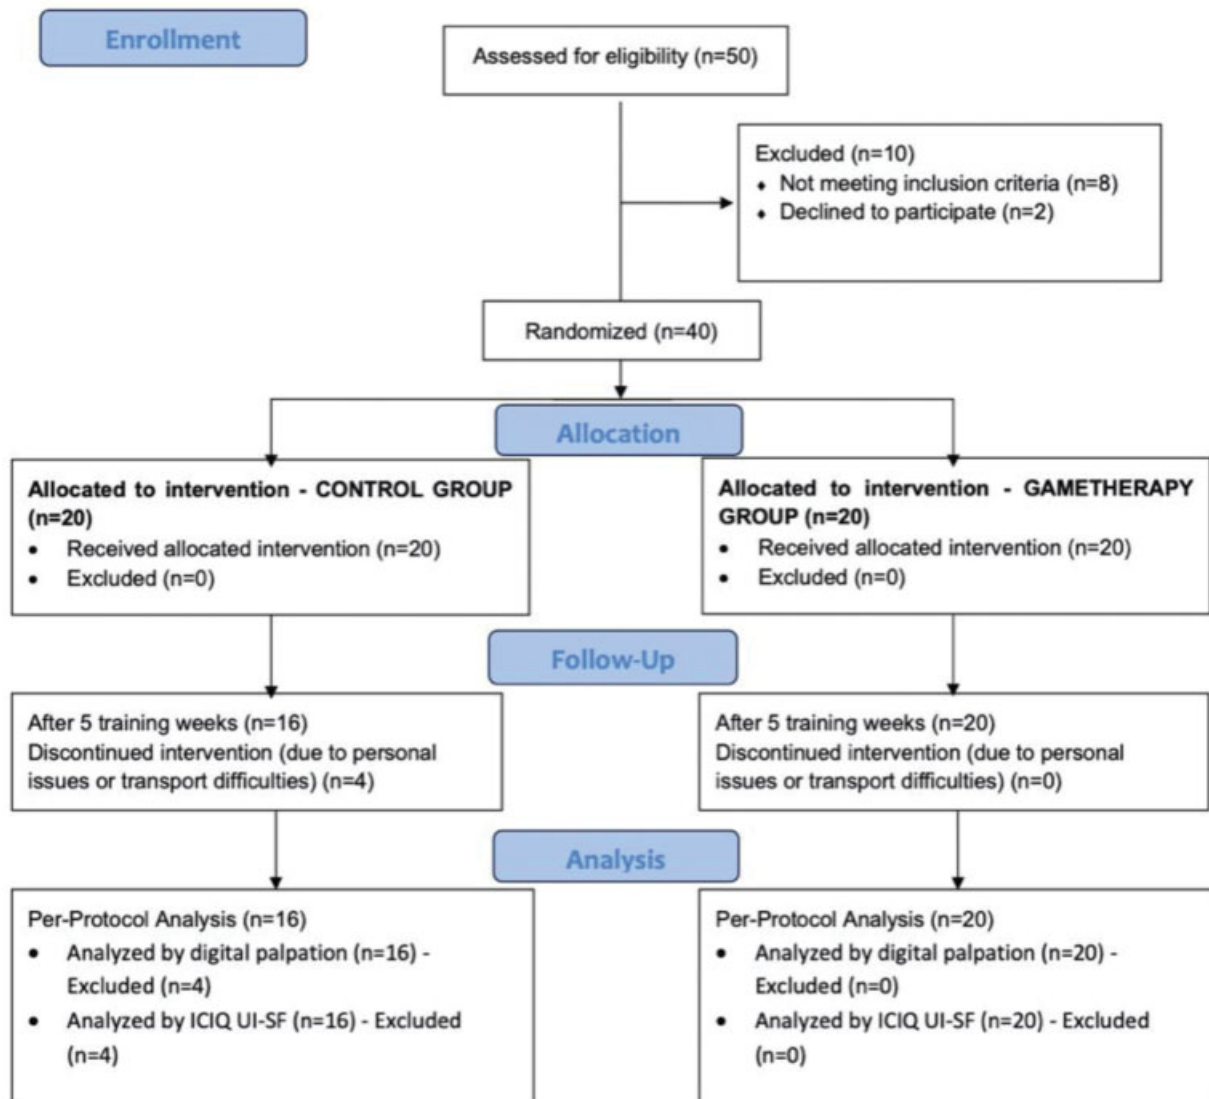 Enrollment
Assessed for eligibility (n=50)
Excluded (n=10)
⬧ Not meeting inclusion criteria (n=8)
⬧ Declined to participate (n=2)
Randomized (n=40)
Allocation
Allocated to intervention - CONTROL GROUP
(n=20)
• Received allocated intervention (n=20)
• Excluded (n=0)
Allocated to intervention - GAMETHERAPY
GROUP (n=20)
• Received allocated intervention (n=20)
• Excluded (n=0)
Follow-Up
After 5 training weeks (n=16)
Discontinued intervention (due to personal
issues or transport difficulties) (n=4)
After 5 training weeks (n=20)
Discontinued intervention (due to personal
issues or transport difficulties) (n=0)
Analysis
Per-Protocol Analysis (n=16)
• Analyzed by digital palpation (n=16) -
Excluded (n=4)
• Analyzed by ICIQ UI-SF (n=16) - Excluded
(n=4)
Per-Protocol Analysis (n=20)
• Analyzed by digital palpation (n=20) -
Excluded (n=0)
• Analyzed by ICIQ UI-SF (n=20) - Excluded
(n=0)